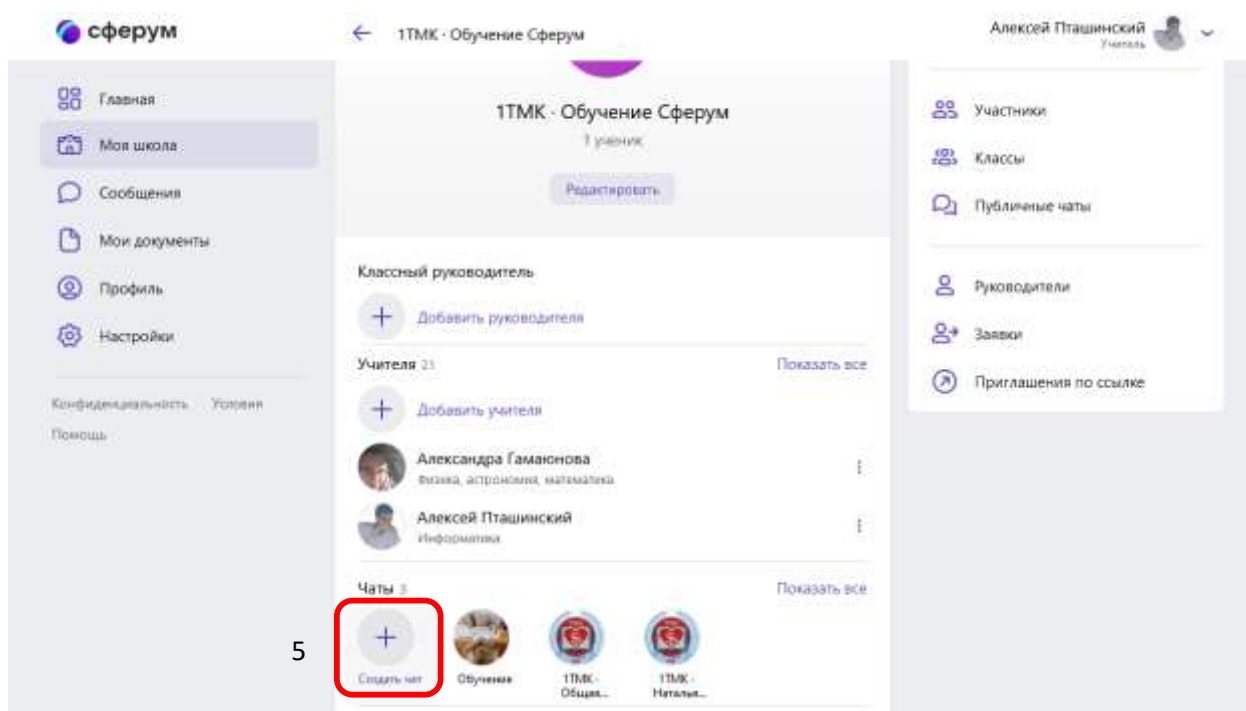 сферум
1ТМК · Обучение Сферум
Алексей Пташинский
Учитель
Главная
Моя школа
Сообщения
Мои документы
Профиль
Настройки
Конфиденциальность Условия
Помощь
1ТМК · Обучение Сферум
1 ученик
Редактировать
Классный руководитель
Добавить руководителя
Учителя 21
Показать все
Добавить учителя
Александра Гамаюнова
Физика, астрономия, математика
Алексей Пташинский
Информатика
Чаты 3
Показать все
5
Создать чат
Обучение
1ТМК -
Общая...
1ТМК -
Наталья...
Участники
Классы
Публичные чаты
Руководители
Заявки
Приглашения по ссылке